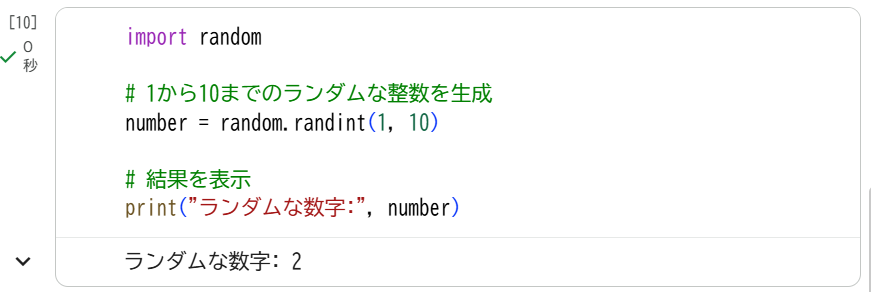 [10]
0
秒
import random
# 1から10までのランダムな整数を生成
number = random.randint(1, 10)
# 結果を表示
print("ランダムな数字:", number)
ランダムな数字: 2